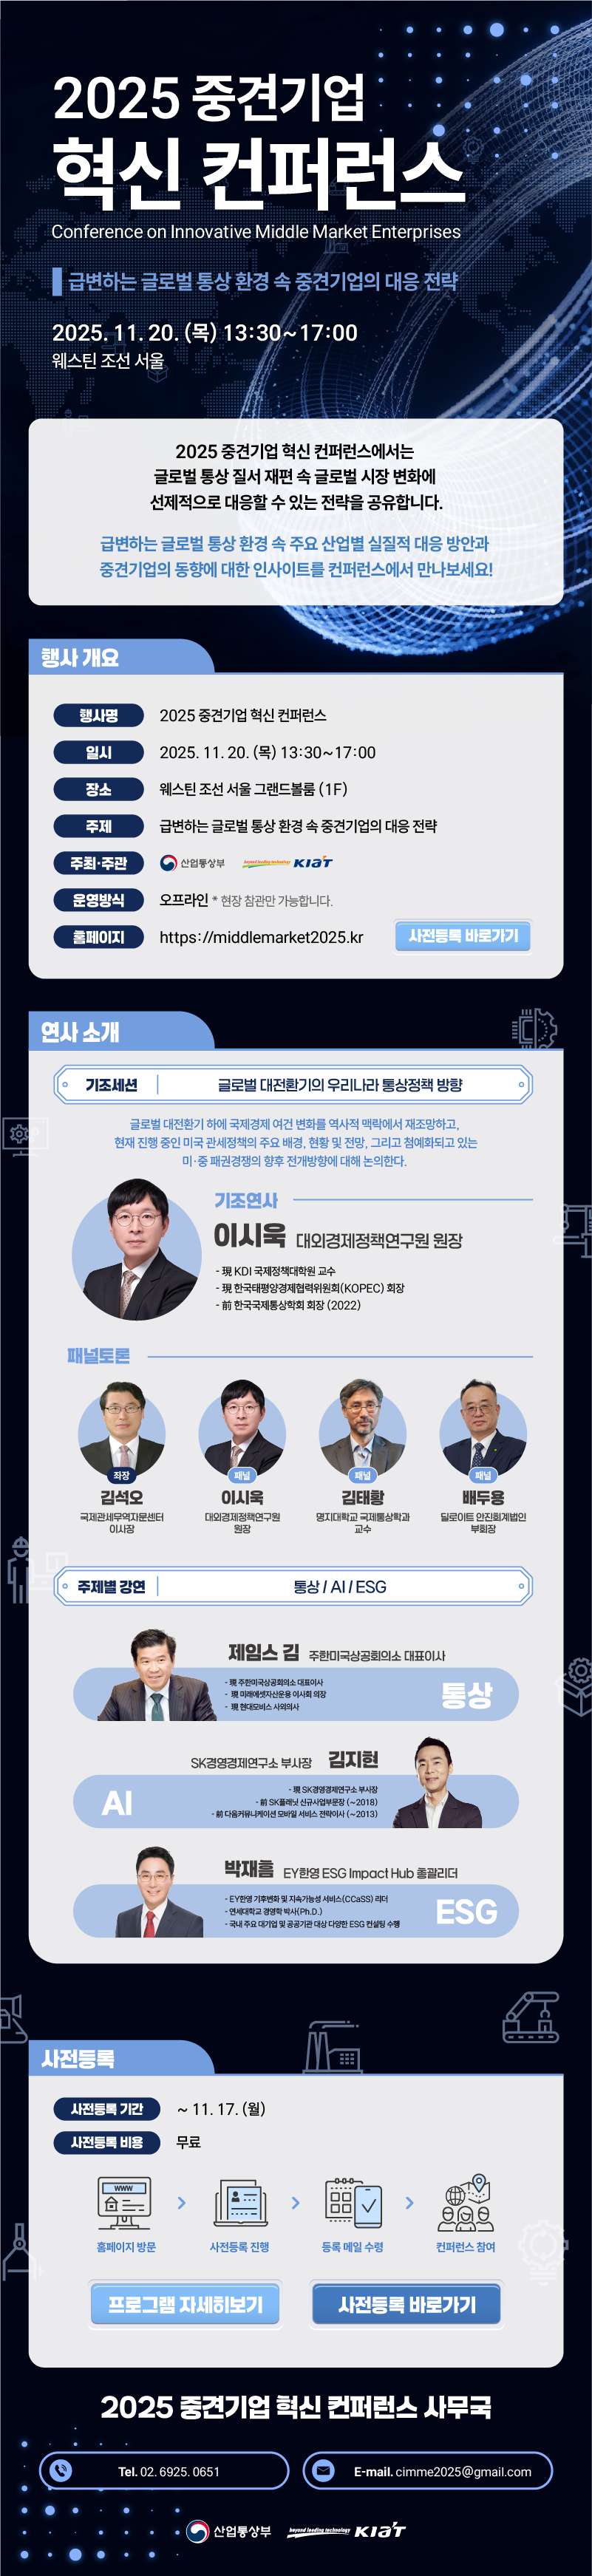 2025 중견기업
혁신 컨퍼런스
Conference on Innovative Middle Market Enterprises
급변하는 글로벌 통상 환경 속 중견기업의 대응 전략
2025. 11. 20. (목) 13:30~17:00
웨스틴 조선 서울
2025 중견기업 혁신 컨퍼런스에서는
글로벌 통상 질서 재편 속 글로벌 시장 변화에
선제적으로 대응할 수 있는 전략을 공유합니다.
급변하는 글로벌 통상 환경 속 주요 산업별 실질적 대응 방안과
중견기업의 동향에 대한 인사이트를 컨퍼런스에서 만나보세요!
행사 개요
행사명 2025 중견기업 혁신 컨퍼런스
일시 2025. 11. 20. (목) 13:30~17:00
장소 웨스틴 조선 서울 그랜드볼룸 (1F)
주제 급변하는 글로벌 통상 환경 속 중견기업의 대응 전략
주최·주관 산업통상부 beyond leading technology KIAT
운영방식 오프라인 * 현장 참관만 가능합니다.
홈페이지 https://middlemarket2025.kr 사전등록 바로가기
연사 소개
기조세션 글로벌 대전환기의 우리나라 통상정책 방향
글로벌 대전환기 하에 국제경제 여건 변화를 역사적 맥락에서 재조망하고,
현재 진행 중인 미국 관세정책의 주요 배경, 현황 및 전망, 그리고 첨예화되고 있는
미·중 패권경쟁의 향후 전개방향에 대해 논의한다.
기조연사
이시욱 대외경제정책연구원 원장
- 現 KDI 국제정책대학원 교수
- 現 한국태평양경제협력위원회(KOPEC) 회장
- 前 한국국제통상학회 회장 (2022)
패널토론
좌장 패널 패널 패널
김석오 이시욱 김태황 배두용
국제관세무역자문센터 대외경제정책연구원 명지대학교 국제통상학과 딜로이트 안진회계법인
이사장 원장 교수 부회장
주제별 강연 통상 / AI / ESG
제임스 김 주한미국상공회의소 대표이사
- 現 주한미국상공회의소 대표이사
- 現 미래에셋자산운용 이사회 의장
- 現 현대모비스 사외의사
통상
SK경영경제연구소 부사장 김지현
- 現 SK경영경제연구소 부사장
- 前 SK플래닛 신규사업부문장 (~2018)
- 前 다음커뮤니케이션 모바일 서비스 전략이사 (~2013)
AI
박재흠 EY한영 ESG Impact Hub 총괄리더
- EY한영 기후변화 및 지속가능성 서비스(CCaSS) 리더
- 연세대학교 경영학 박사(Ph.D.)
- 국내 주요 대기업 및 공공기관 대상 다양한 ESG 컨설팅 수행
ESG
사전등록
사전등록 기간 ~ 11. 17. (월)
사전등록 비용 무료
WWW
홈페이지 방문 사전등록 진행 등록 메일 수령 컨퍼런스 참여
프로그램 자세히보기 사전등록 바로가기
2025 중견기업 혁신 컨퍼런스 사무국
Tel. 02. 6925. 0651 E-mail. cimme2025@gmail.com
산업통상부 beyond leading technology KIAT